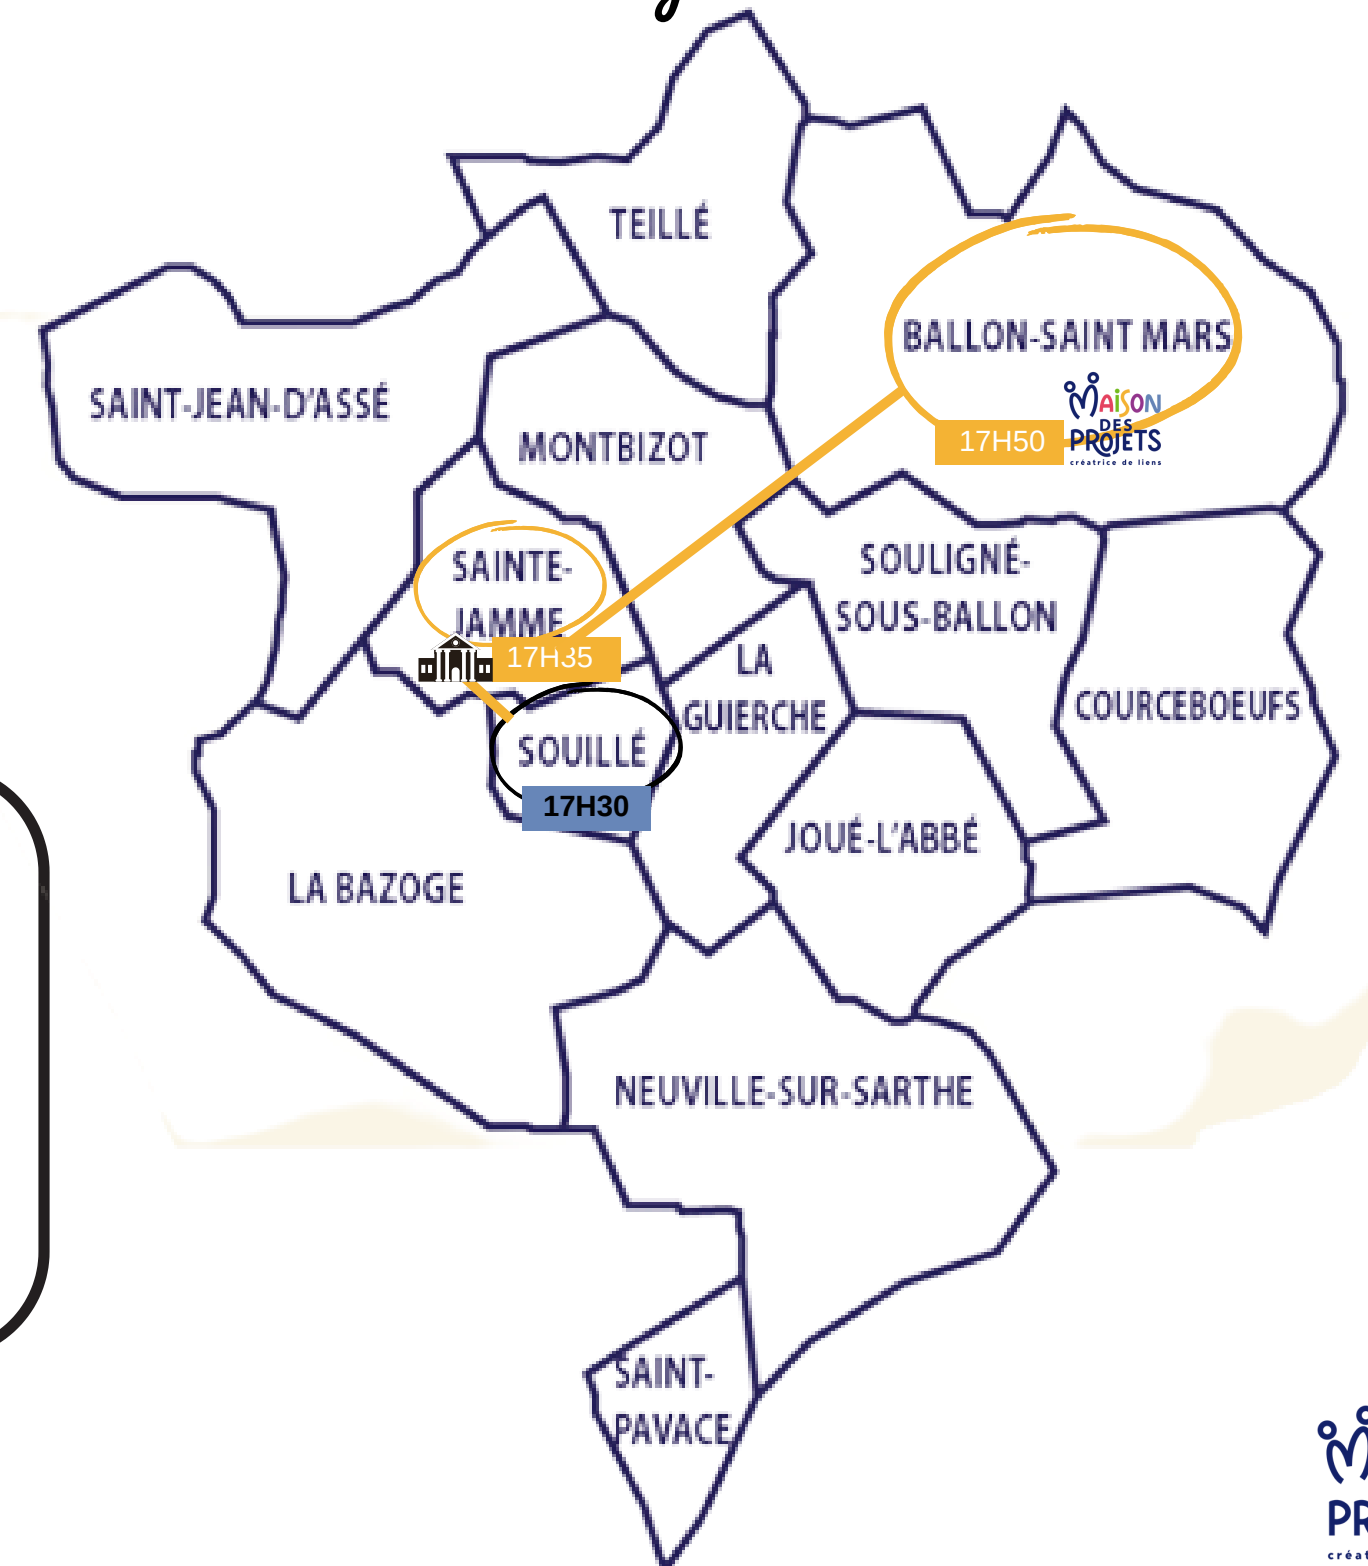 TEILLÉ
BALLON-SAINT MARS
SAINT-JEAN-D'ASSÉ
MAiSON
DES
PROJETS
créatrice de liens
17H50
MONTBIZOT
SAINTE-
JAMME
17H35
SOULIGNÉ-
SOUS-BALLON
LA
GUIERCHE
COURCEBOEUFS
SOUILLÉ
17H30
JOUÉ-L'ABBÉ
LA BAZOGE
NEUVILLE-SUR-SARTHE
SAINT-
PAVACE